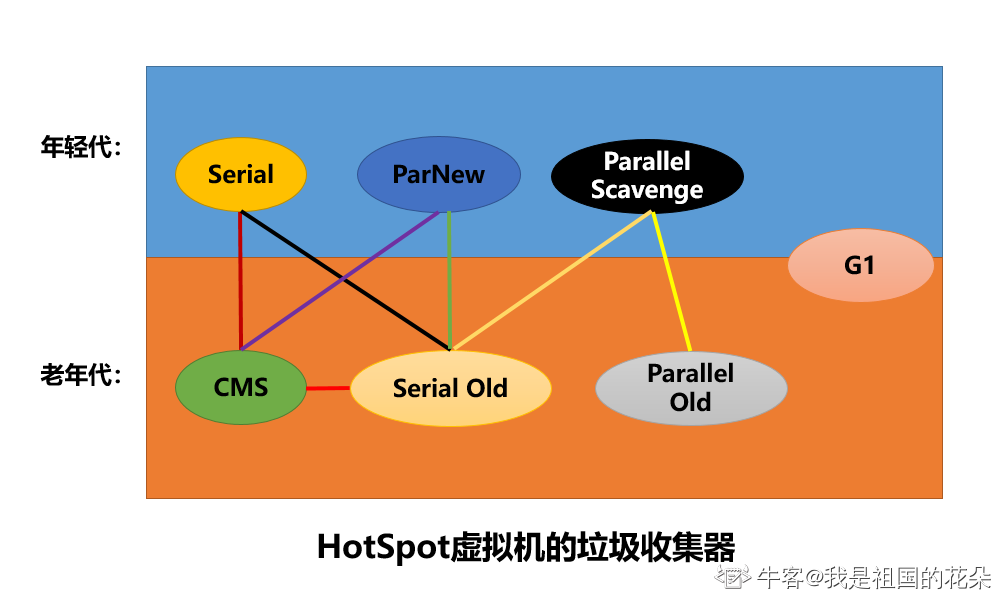 年轻代:
Serial
ParNew
Parallel
Scavenge
G1
老年代:
CMS
Serial Old
Parallel
Old
HotSpot虚拟机的垃圾收集器
牛客@我是祖国的花朵